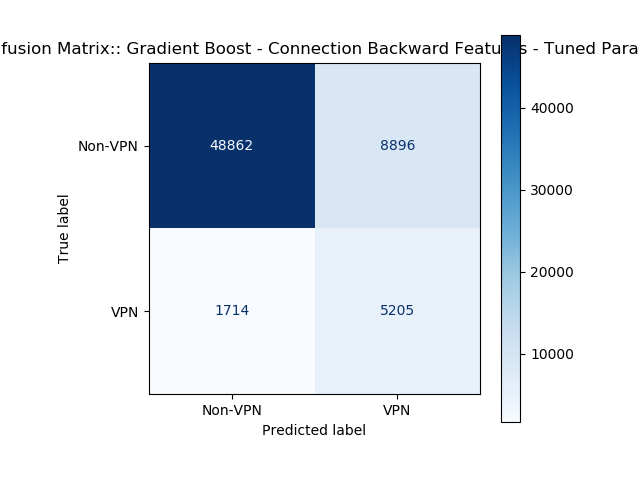 fusion Matrix:: Gradient Boost - Connection Backward Features - Tuned Para
Non-VPN
48862
8896
VPN
1714
5205
Non-VPN
VPN
Predicted label
True label
40000
30000
20000
10000